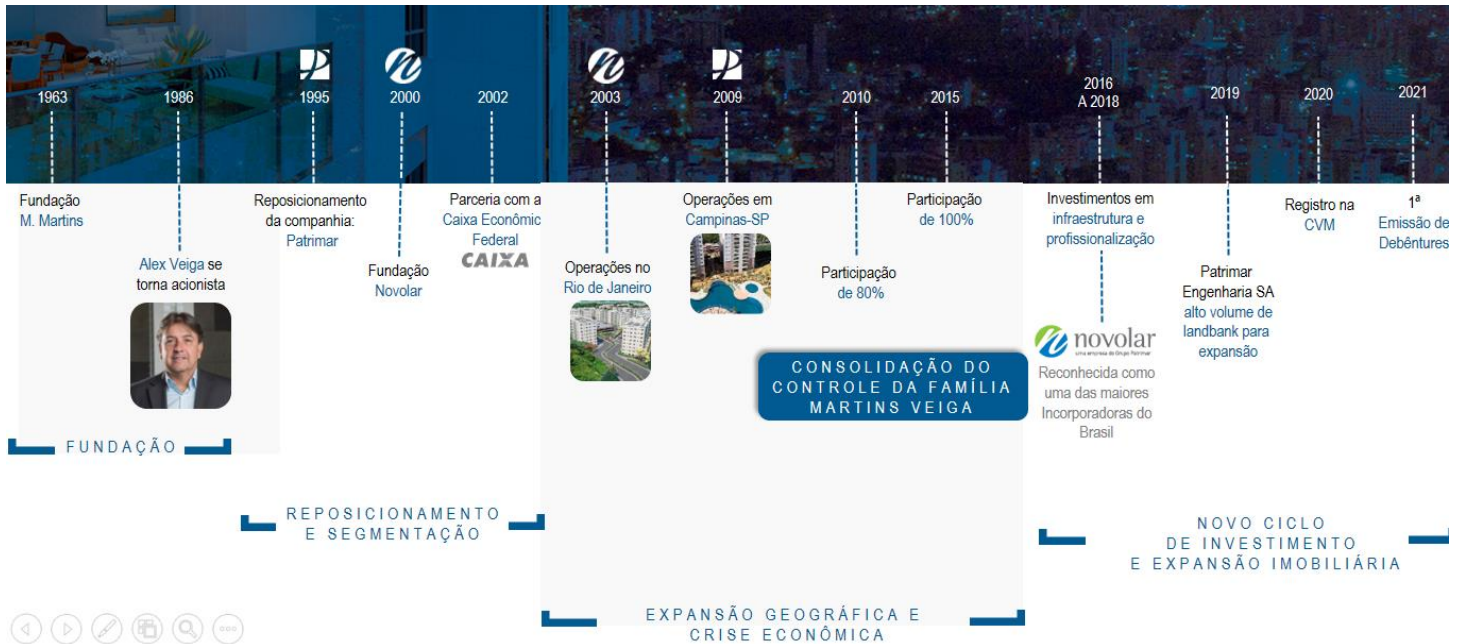 1963
1986
1995
2000
2002
2003
2009
2010
2015
2016
A 2018
2019
2020
2021
Fundação
M. Martins
Alex Veiga se
torna acionista
Reposicionamento
da companhia:
Patrimar
Fundação
Novolar
Parceria com a
Caixa Econômic
Federal
CAIXA
Operações no
Rio de Janeiro
Operações em
Campinas-SP
Participação
de 80%
Participação
de 100%
CONSOLIDAÇÃO DO
CONTROLE DA FAMÍLIA
MARTINS VEIGA
Investimentos em
infraestrutura e
profissionalização
novolar
uma empresa do Grupo Patrimar
Reconhecida como
uma das maiores
Incorporadoras do
Brasil
Patrimar
Engenharia SA
alto volume de
landbank para
expansão
Registro na
CVM
1ª
Emissão de
Debêntures
FUNDAÇÃO
REPOSICIONAMENTO
E SEGMENTAÇÃO
EXPANSÃO GEOGRÁFICA E
CRISE ECONÔMICA
NOVO CICLO
DE INVESTIMENTO
E EXPANSÃO IMOBILIÁRIA